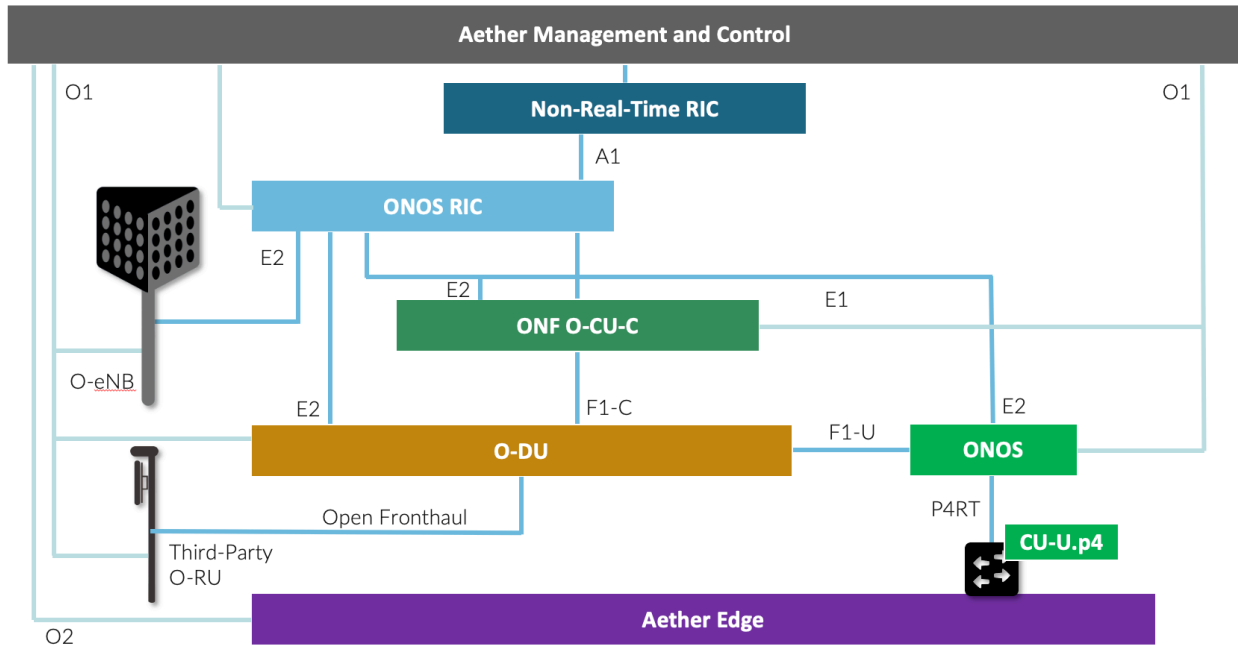 Aether Management and Control
O1
O1
Non-Real-Time RIC
A1
ONOS RIC
E2
E2
E1
ONF O-CU-C
O-eNB
E2
F1-C
E2
F1-U
O-DU
ONOS
P4RT
Open Fronthaul
CU-U.p4
Third-Party
O-RU
Aether Edge
O2